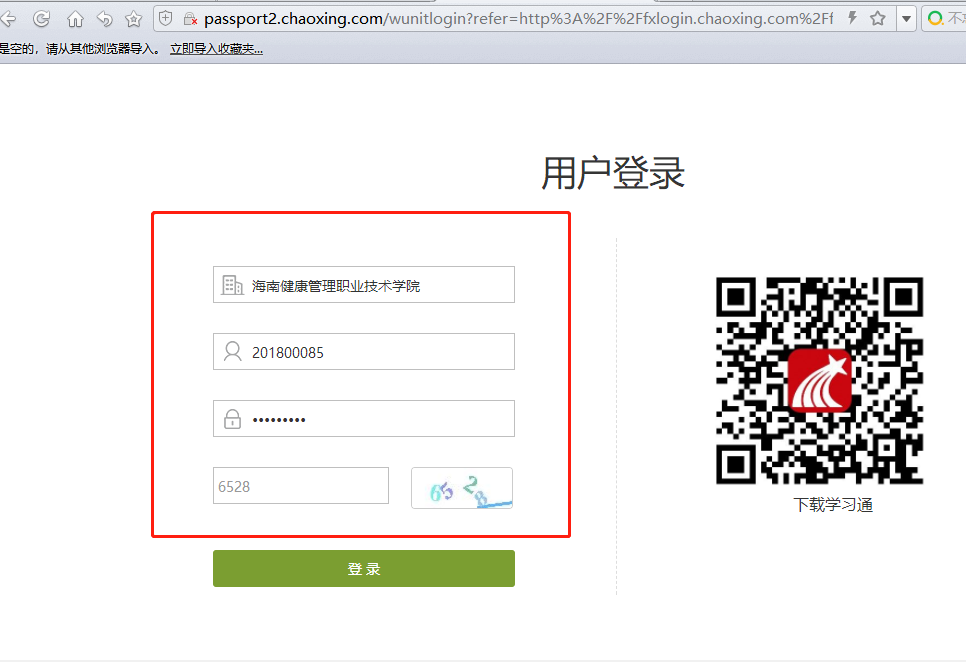 passport2.chaoxing.com/wunitlogin?refer=http%3A%2F%2Ffxlogin.chaoxing.com%2Ff
是空的，请从其他浏览器导入。 立即导入收藏夹...
用户登录
海南健康管理职业技术学院
201800085
•••••••••
6528
6528
登 录
下载学习通